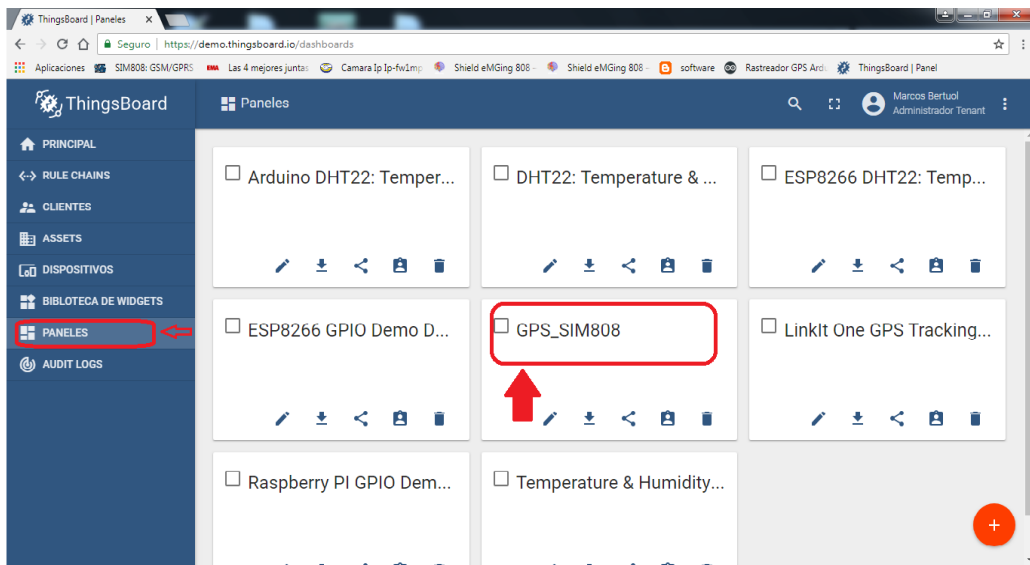 ThingsBoard | Paneles
Seguro | https://demo.thingsboard.io/dashboards
Aplicaciones SIM808: GSM/GPRS Las 4 mejores juntas Camara Ip Ip-fw1mp Shield eMGing 808 - Shield eMGing 808 - software Rastreador GPS Ardu ThingsBoard | Panel
ThingsBoard
Paneles
Marcos Bertuol
Administrador Tenant
PRINCIPAL
RULE CHAINS
CLIENTES
ASSETS
DISPOSITIVOS
BIBLOTECA DE WIDGETS
PANELES
AUDIT LOGS
Arduino DHT22: Temper...
DHT22: Temperature & ...
ESP8266 DHT22: Temp...
ESP8266 GPIO Demo D...
GPS_SIM808
LinkIt One GPS Tracking...
Raspberry PI GPIO Dem...
Temperature & Humidity...